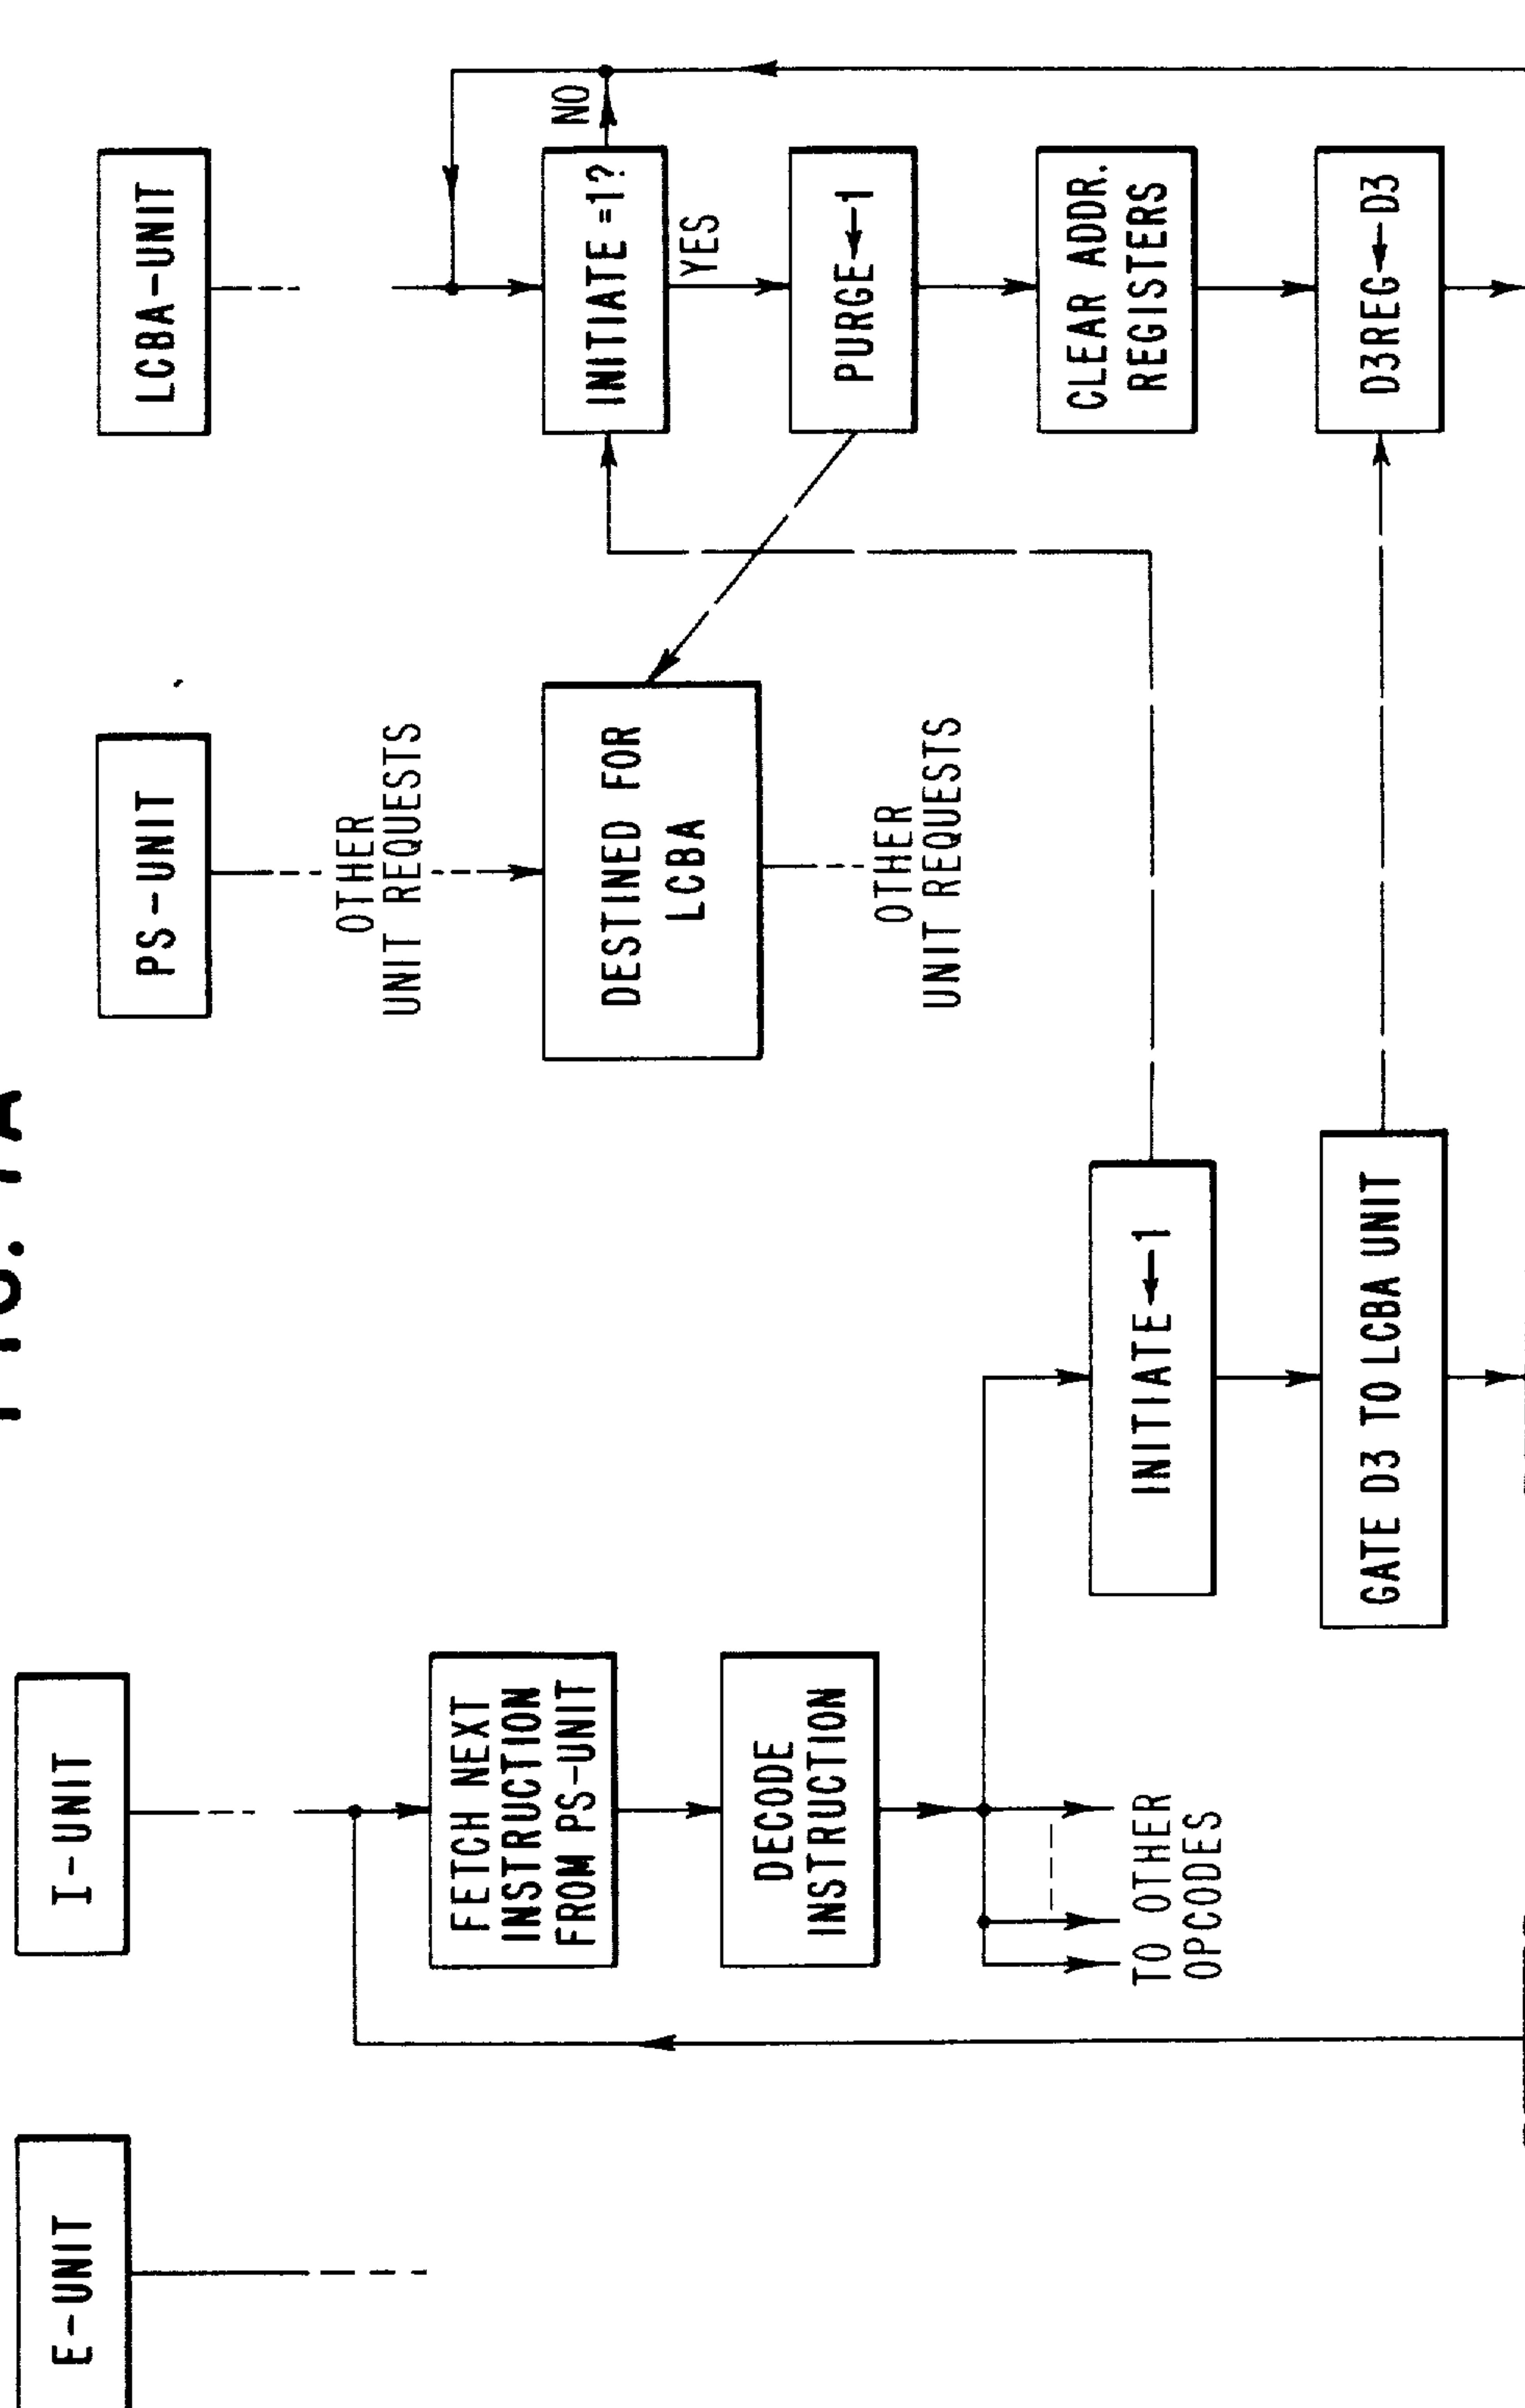 E-UNIT
I-UNIT
PS-UNIT
LCBA-UNIT
FETCH NEXT
INSTRUCTION
FROM PS-UNIT
DECODE
INSTRUCTION
TO OTHER
OPCODES
INITIATE←1
GATE D3 TO LCBA UNIT
OTHER
UNIT REQUESTS
DESTINED FOR
LCBA
OTHER
UNIT REQUESTS
INITIATE =1?
NO
YES
PURGE←1
CLEAR ADDR.
REGISTERS
D3REG←D3